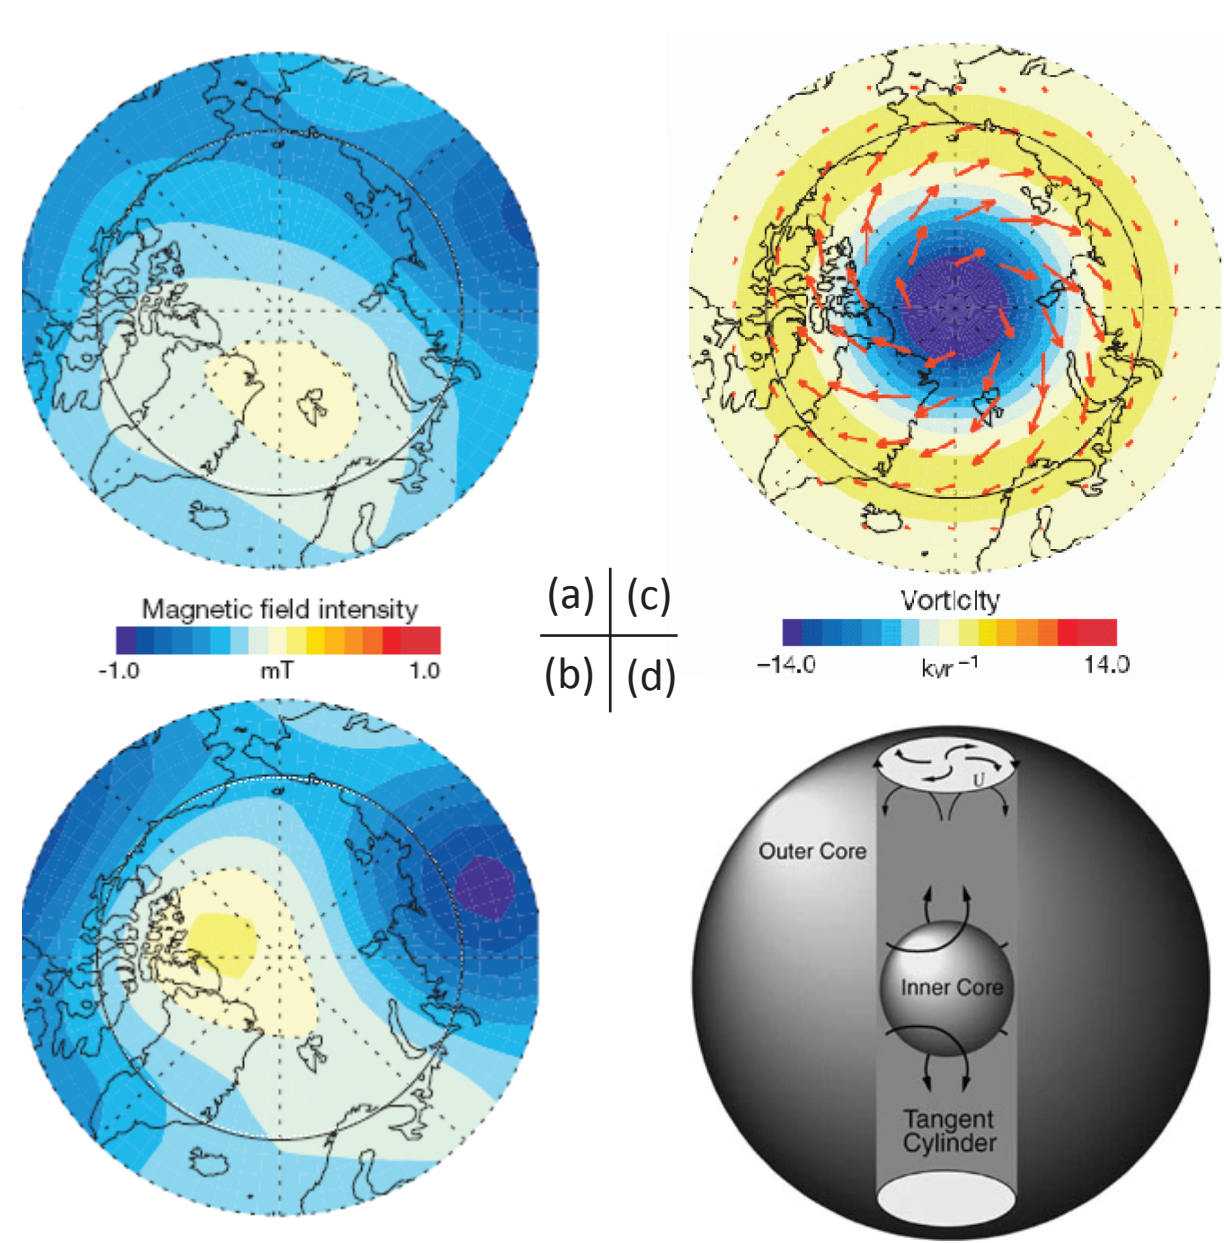 Magnetic field intensity
-1.0 mT 1.0
(a) (c)
(b) (d)
Vorticity
−14.0 kyr −1 14.0
U
Outer Core
Inner Core
Tangent
Cylinder